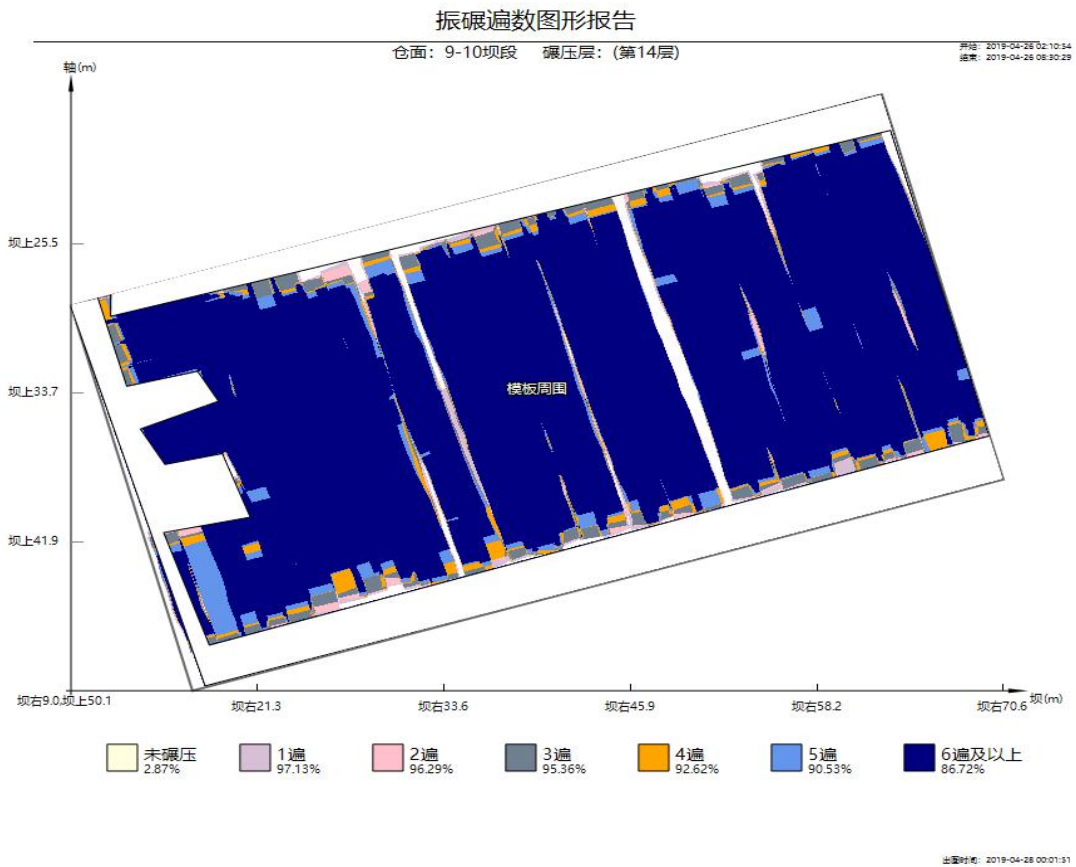 振碾遍数图形报告
仓面：9-10坝段 碾压层：(第14层)
开始：2019-04-26 02:10:34
结束：2019-04-26 08:30:29
轴(m)
坝上25.5
坝上33.7
模板周围
坝上41.9
坝右9.0,坝上50.1
坝右21.3
坝右33.6
坝右45.9
坝右58.2
坝右70.6
坝(m)
未碾压 1遍 2遍 3遍 4遍 5遍 6遍及以上
2.87% 97.13% 96.29% 95.36% 92.62% 90.53% 86.72%
出图时间：2019-04-28 00:01:31